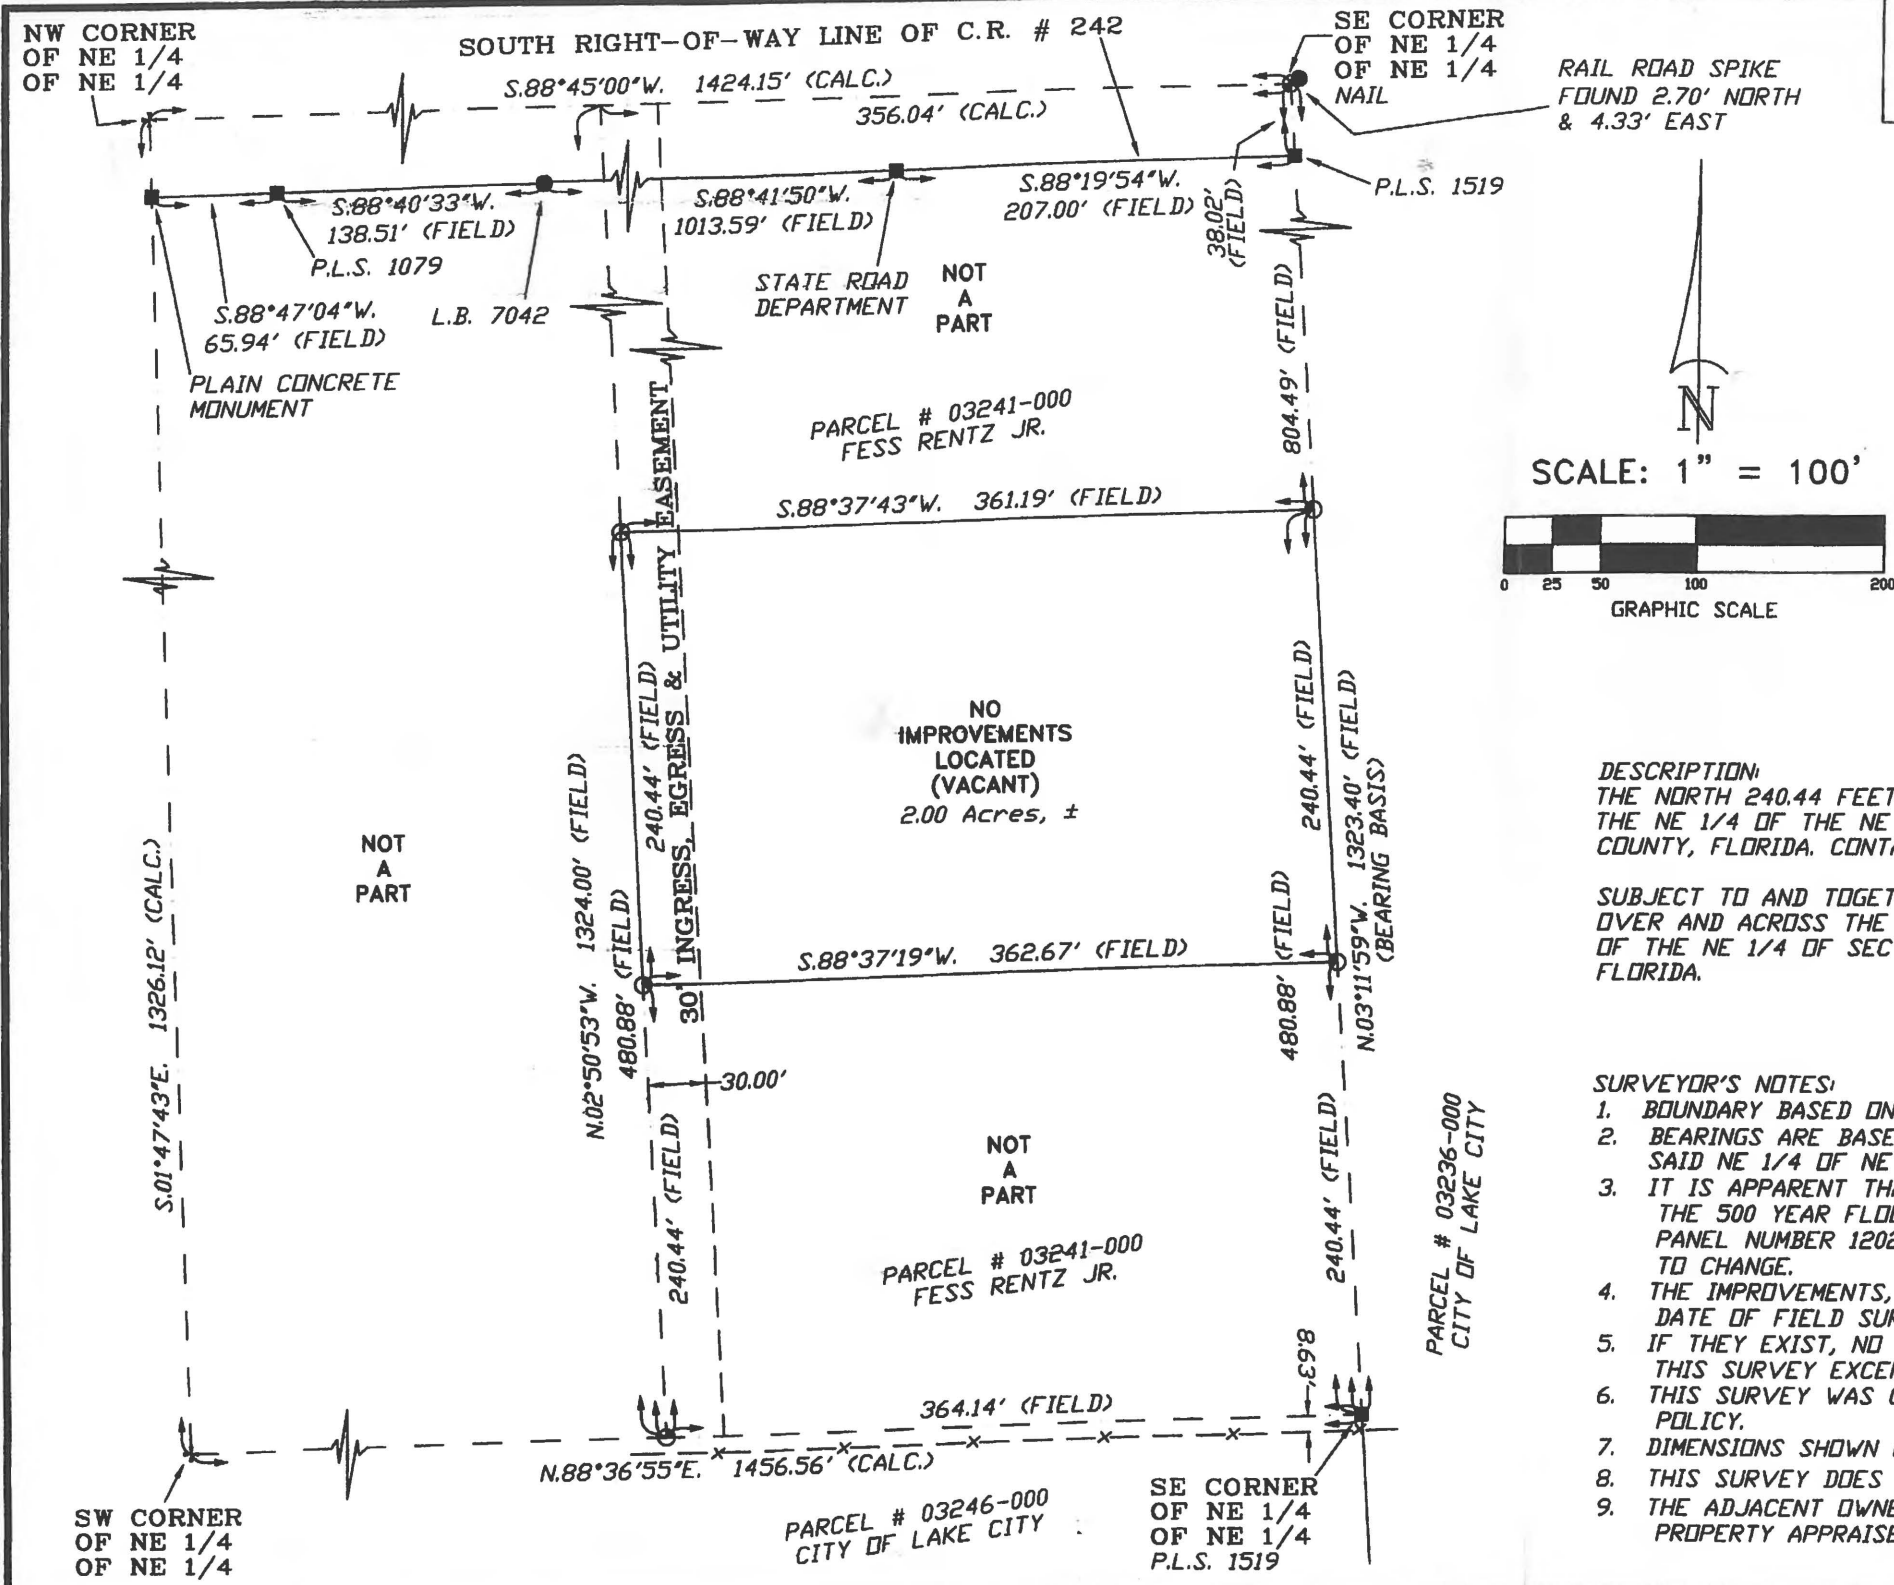 NW CORNER
OF NE 1/4
OF NE 1/4
SOUTH RIGHT-OF-WAY LINE OF C.R. # 242
S.88°45'00"W. 1424.15' (CALC.)
356.04' (CALC.)
SE CORNER
OF NE 1/4
OF NE 1/4
NAIL
RAIL ROAD SPIKE
FOUND 2.70' NORTH
& 4.33' EAST
P.L.S. 1519
S.88°40'33"W.
138.51' (FIELD)
P.L.S. 1079
S.88°47'04"W.
65.94' (FIELD)
L.B. 7042
PLAIN CONCRETE
MONUMENT
S.88°41'50"W.
1013.59' (FIELD)
STATE ROAD
DEPARTMENT
S.88°19'54"W.
207.00' (FIELD)
38.02'
(FIELD)
NOT
A
PART
804.49' (FIELD)
PARCEL # 03241-000
FESS RENTZ JR.
N
SCALE: 1" = 100'
0 25 50 100 200
GRAPHIC SCALE
S.88°37'43"W. 361.19' (FIELD)
30' INGRESS, EGRESS & UTILITY EASEMENT
240.44' (FIELD)
240.44' (FIELD)
NO
IMPROVEMENTS
LOCATED
(VACANT)
2.00 Acres, ±
N.03°11'59"W. 1323.40' (FIELD)
(BEARING BASIS)
S.01°47'43"E. 1326.12' (CALC.)
NOT
A
PART
N.02°50'53"W. 1324.00' (FIELD)
480.88' (FIELD)
480.88' (FIELD)
S.88°37'19"W. 362.67' (FIELD)
30.00'
240.44' (FIELD)
240.44' (FIELD)
NOT
A
PART
PARCEL # 03241-000
FESS RENTZ JR.
PARCEL # 03236-000
CITY OF LAKE CITY
8.63'
364.14' (FIELD)
N.88°36'55"E. 1456.56' (CALC.)
SW CORNER
OF NE 1/4
OF NE 1/4
PARCEL # 03246-000
CITY OF LAKE CITY
SE CORNER
OF NE 1/4
OF NE 1/4
P.L.S. 1519
DESCRIPTION:
THE NORTH 240.44 FEET
THE NE 1/4 OF THE NE
COUNTY, FLORIDA. CONT
SUBJECT TO AND TOGET
OVER AND ACROSS THE
OF THE NE 1/4 OF SEC
FLORIDA.
SURVEYOR'S NOTES:
1. BOUNDARY BASED ON
2. BEARINGS ARE BASE
SAID NE 1/4 OF NE
3. IT IS APPARENT TH
THE 500 YEAR FLO
PANEL NUMBER 120
TO CHANGE.
4. THE IMPROVEMENTS,
DATE OF FIELD SU
5. IF THEY EXIST, NO
THIS SURVEY EXCE
6. THIS SURVEY WAS
POLICY.
7. DIMENSIONS SHOWN
8. THIS SURVEY DOES
9. THE ADJACENT OWNE
PROPERTY APPRAISE